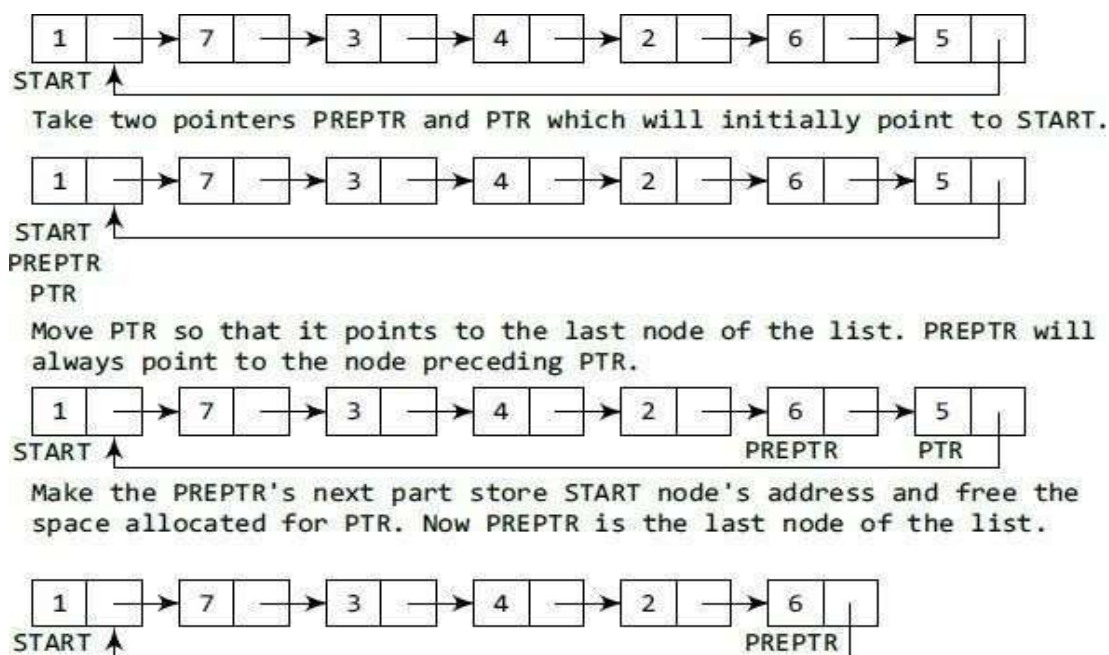 1 7 3 4 2 6 5
START
Take two pointers PREPTR and PTR which will initially point to START.
1 7 3 4 2 6 5
START
PREPTR
PTR
Move PTR so that it points to the last node of the list. PREPTR will
always point to the node preceding PTR.
1 7 3 4 2 6 5
START PREPTR PTR
Make the PREPTR's next part store START node's address and free the
space allocated for PTR. Now PREPTR is the last node of the list.
1 7 3 4 2 6
START PREPTR